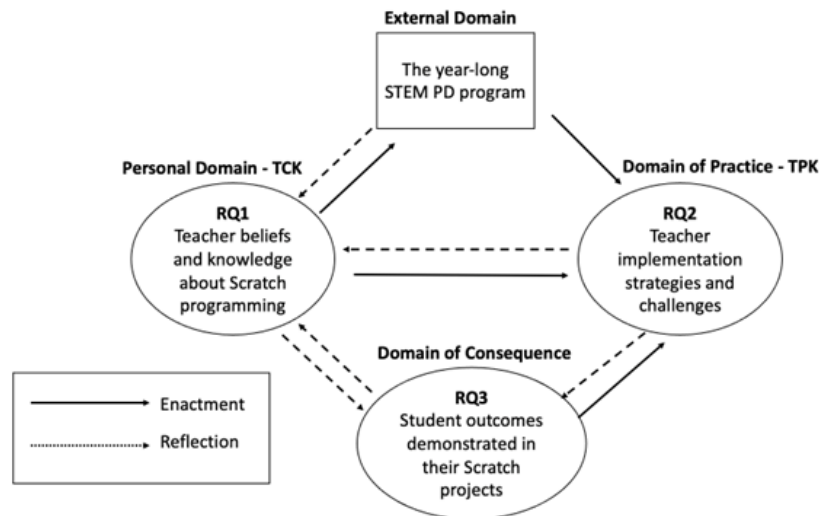 External Domain
The year-long
STEM PD program
Personal Domain - TCK
Domain of Practice - TPK
RQ1
Teacher beliefs
and knowledge
about Scratch
programming
RQ2
Teacher
implementation
strategies and
challenges
Domain of Consequence
RQ3
Student outcomes
demonstrated in
their Scratch
projects
Enactment
Reflection